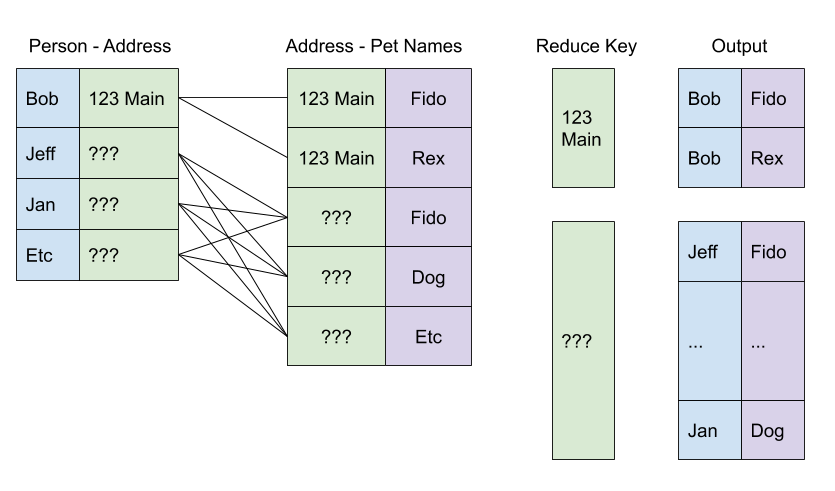 Person - Address
Bob 123 Main
Jeff ???
Jan ???
Etc ???
Address - Pet Names
123 Main Fido
123 Main Rex
??? Fido
??? Dog
??? Etc
Reduce Key
123
Main
???
Output
Bob Fido
Bob Rex
Jeff Fido
... ...
Jan Dog